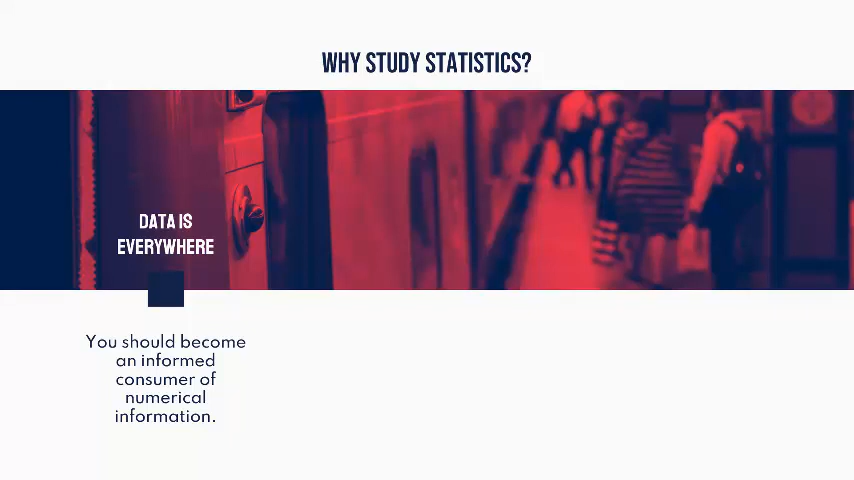 WHY STUDY STATISTICS?
DATA IS
EVERYWHERE
You should become
an informed
consumer of
numerical
information.